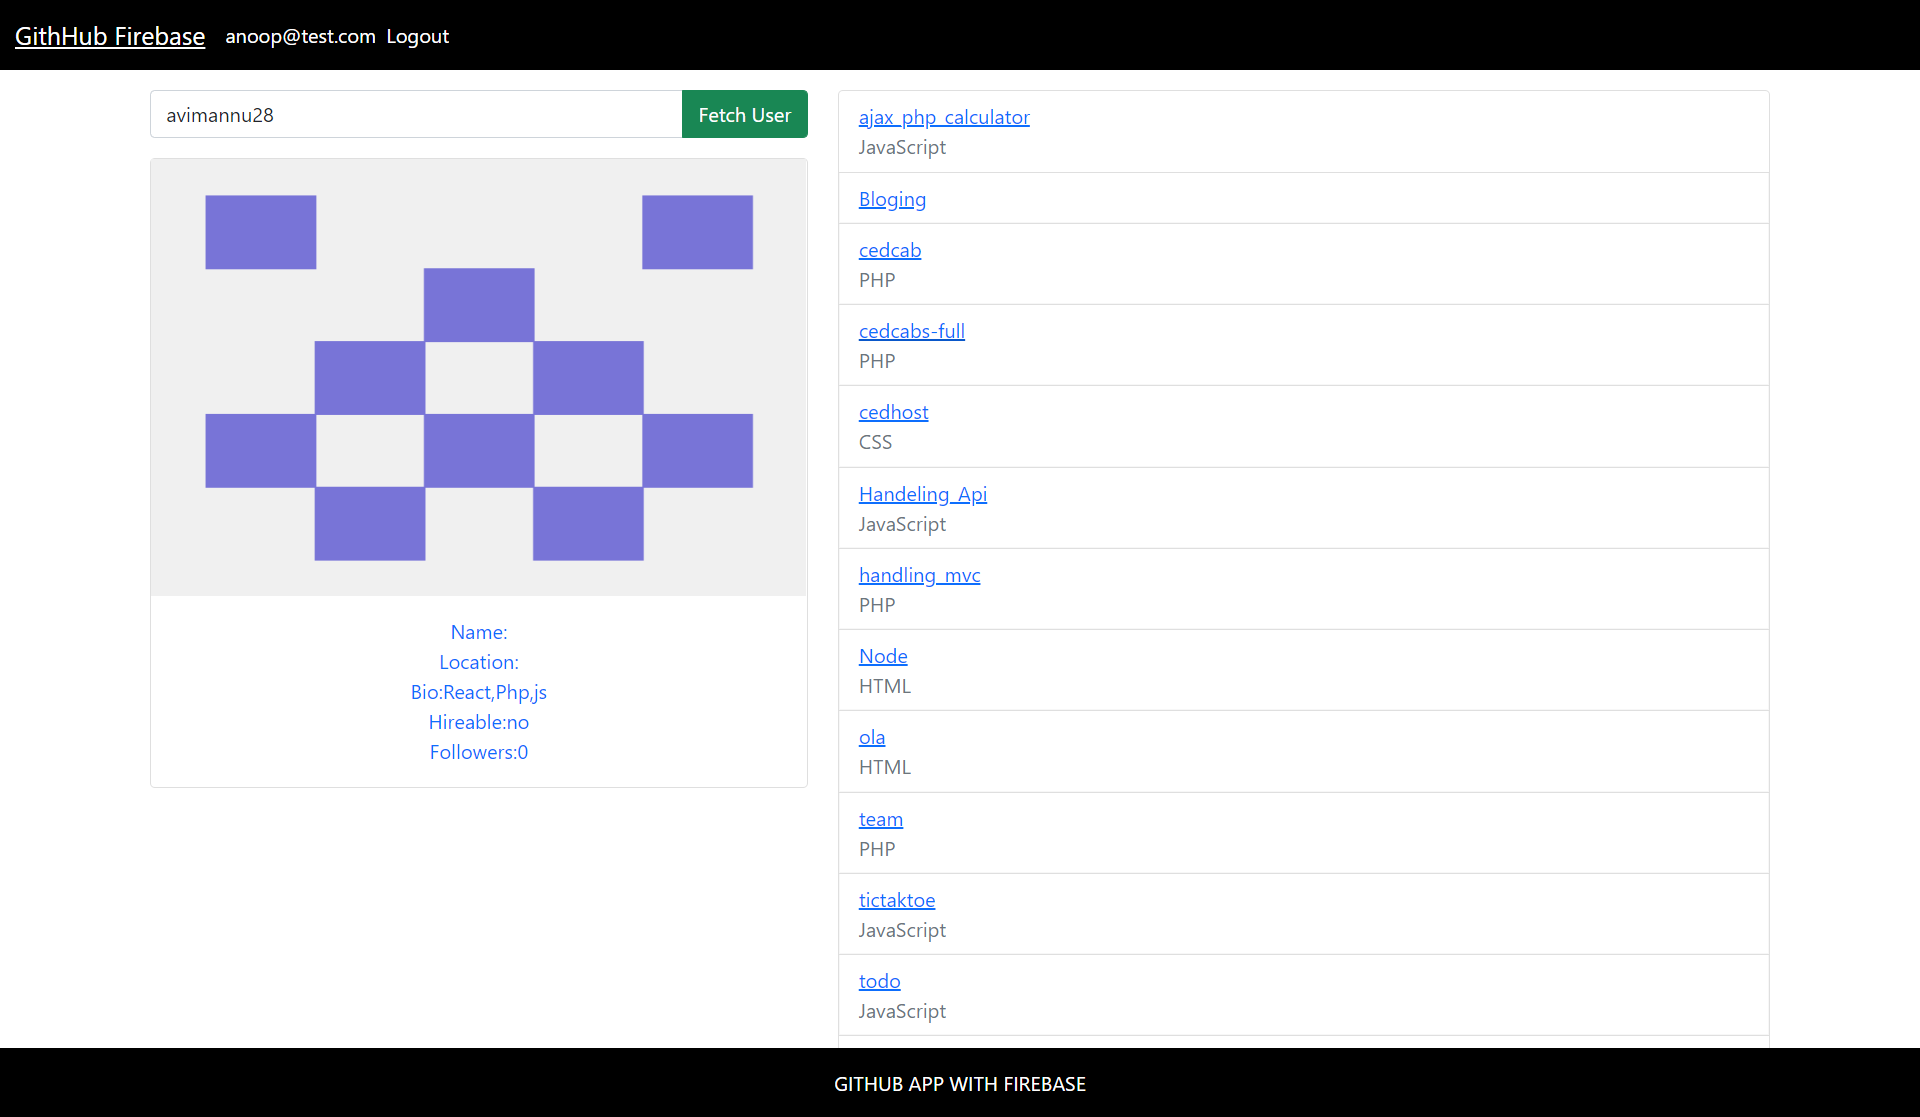 GithHub Firebase anoop@test.com Logout
avimannu28 Fetch User
Name:
Location:
Bio:React,Php,js
Hireable:no
Followers:0
ajax_php_calculator
JavaScript
Bloging
cedcab
PHP
cedcabs-full
PHP
cedhost
CSS
Handeling_Api
JavaScript
handling_mvc
PHP
Node
HTML
ola
HTML
team
PHP
tictaktoe
JavaScript
todo
JavaScript
GITHUB APP WITH FIREBASE